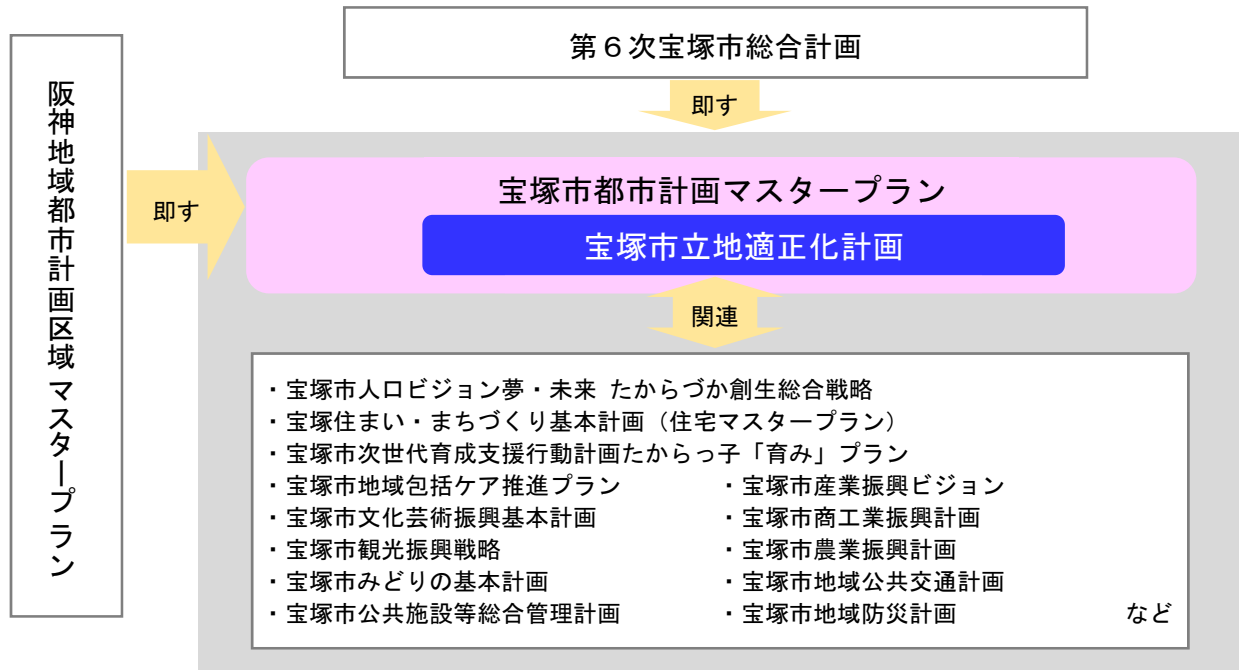 第６次宝塚市総合計画
即す
阪神地域都市計画区域マスタープラン
即す
宝塚市都市計画マスタープラン
宝塚市立地適正化計画
関連
・宝塚市人口ビジョン夢・未来 たからづか創生総合戦略
・宝塚住まい・まちづくり基本計画（住宅マスタープラン）
・宝塚市次世代育成支援行動計画たからっ子「育み」プラン
・宝塚市地域包括ケア推進プラン ・宝塚市産業振興ビジョン
・宝塚市文化芸術振興基本計画 ・宝塚市商工業振興計画
・宝塚市観光振興戦略 ・宝塚市農業振興計画
・宝塚市みどりの基本計画 ・宝塚市地域公共交通計画
・宝塚市公共施設等総合管理計画 ・宝塚市地域防災計画 など